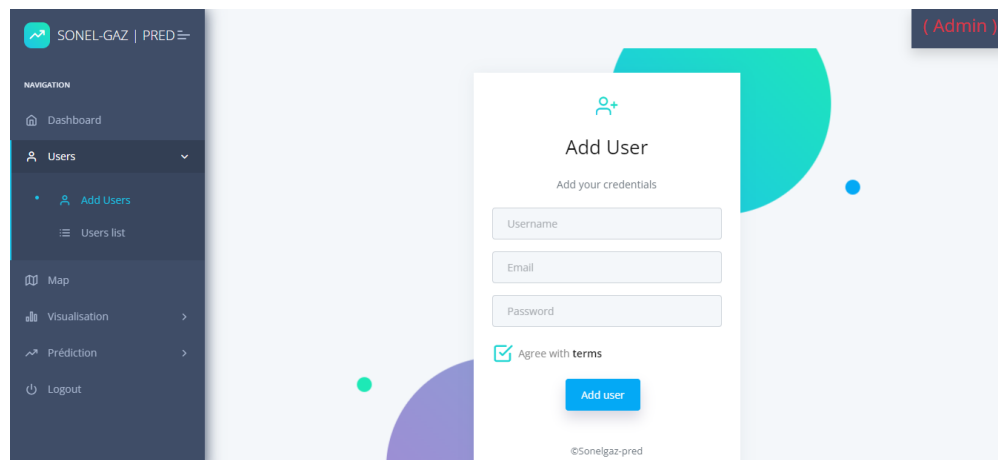 SONEL-GAZ | PRED
( Admin )
NAVIGATION
Dashboard
Users
Add Users
Users list
Map
Visualisation
Prédiction
Logout
Add User
Add your credentials
Username
Email
Password
Agree with terms
Add user
©Sonelgaz-pred